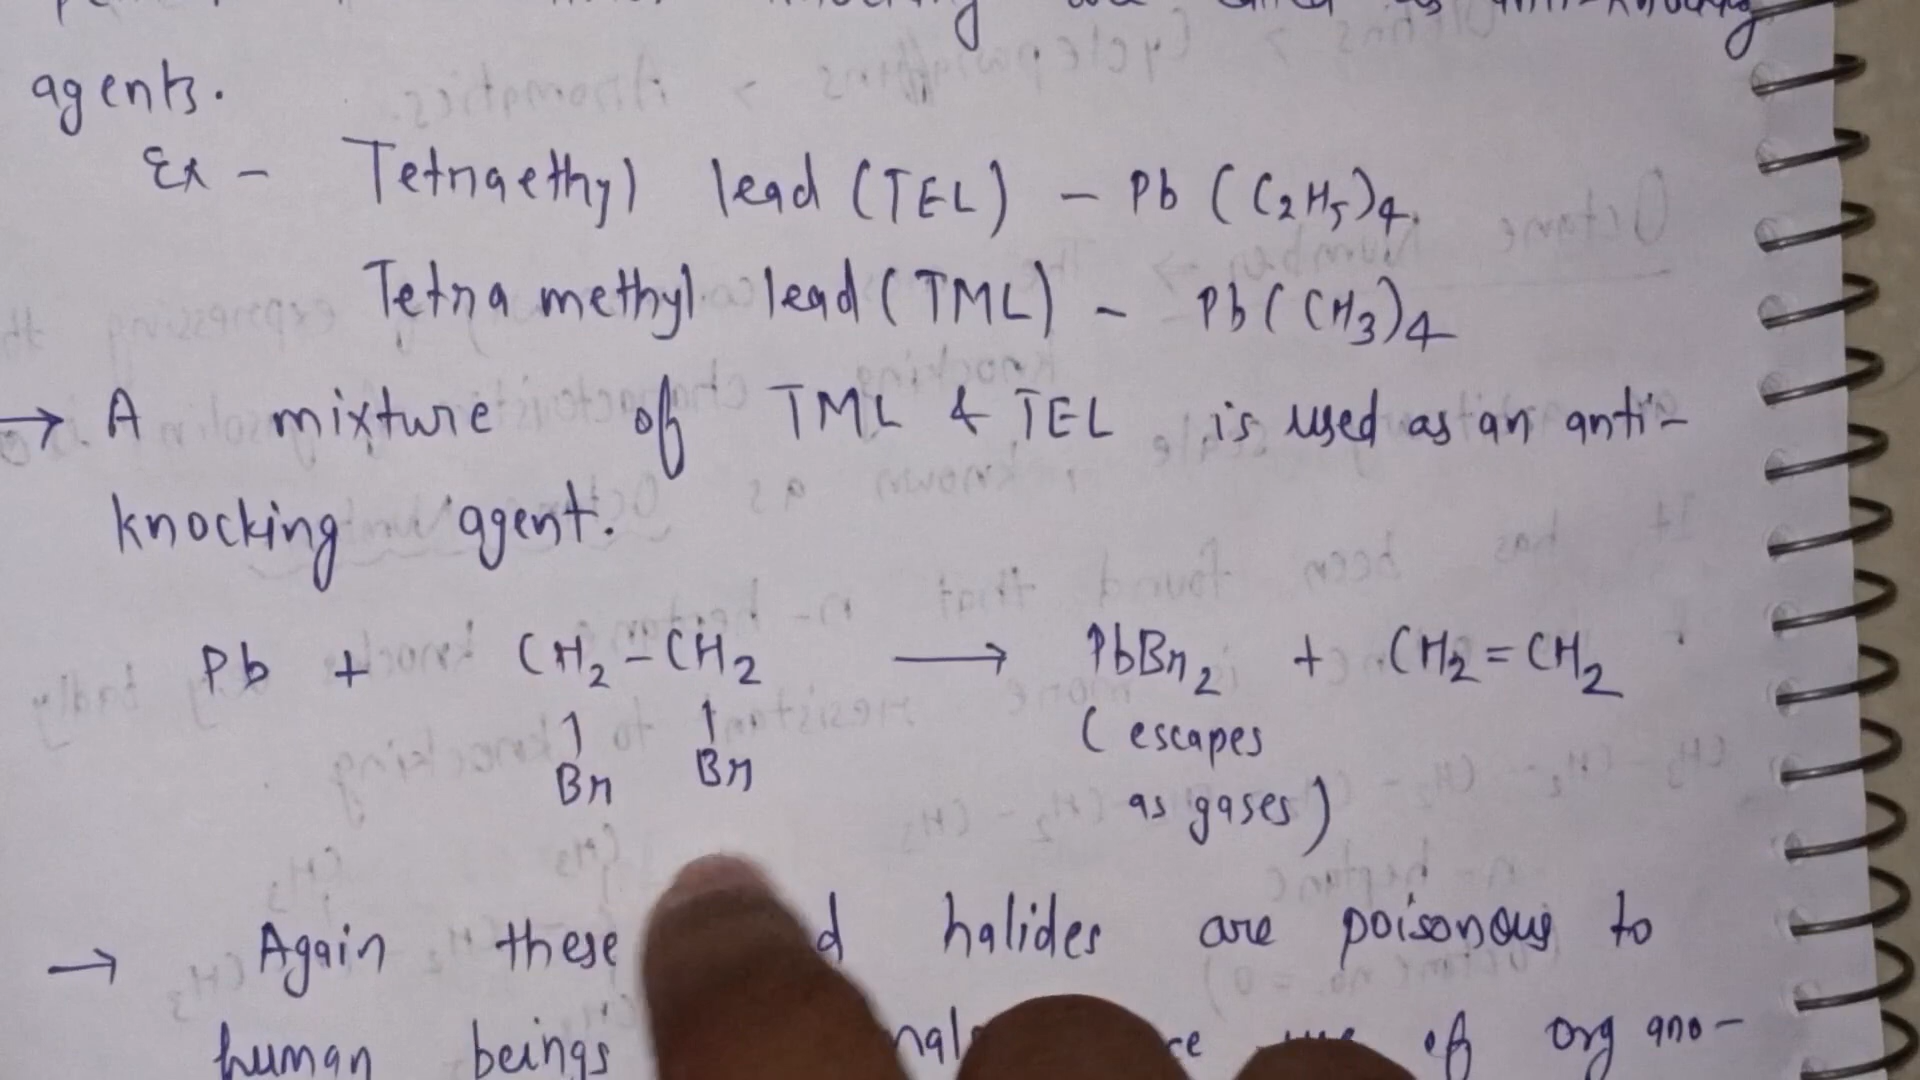 agents.
Ex - Tetraethyl lead (TEL) - Pb (C2H5)4.
Tetra methyl lead (TML) - Pb(CH3)4
→ A mixture of TML & TEL is used as an anti-
knocking agent.
Pb + CH2-CH2 → PbBr2 + CH2=CH2
Br Br (escapes
as gases)
→ Again these halides are poisonous to
human beings of organo-